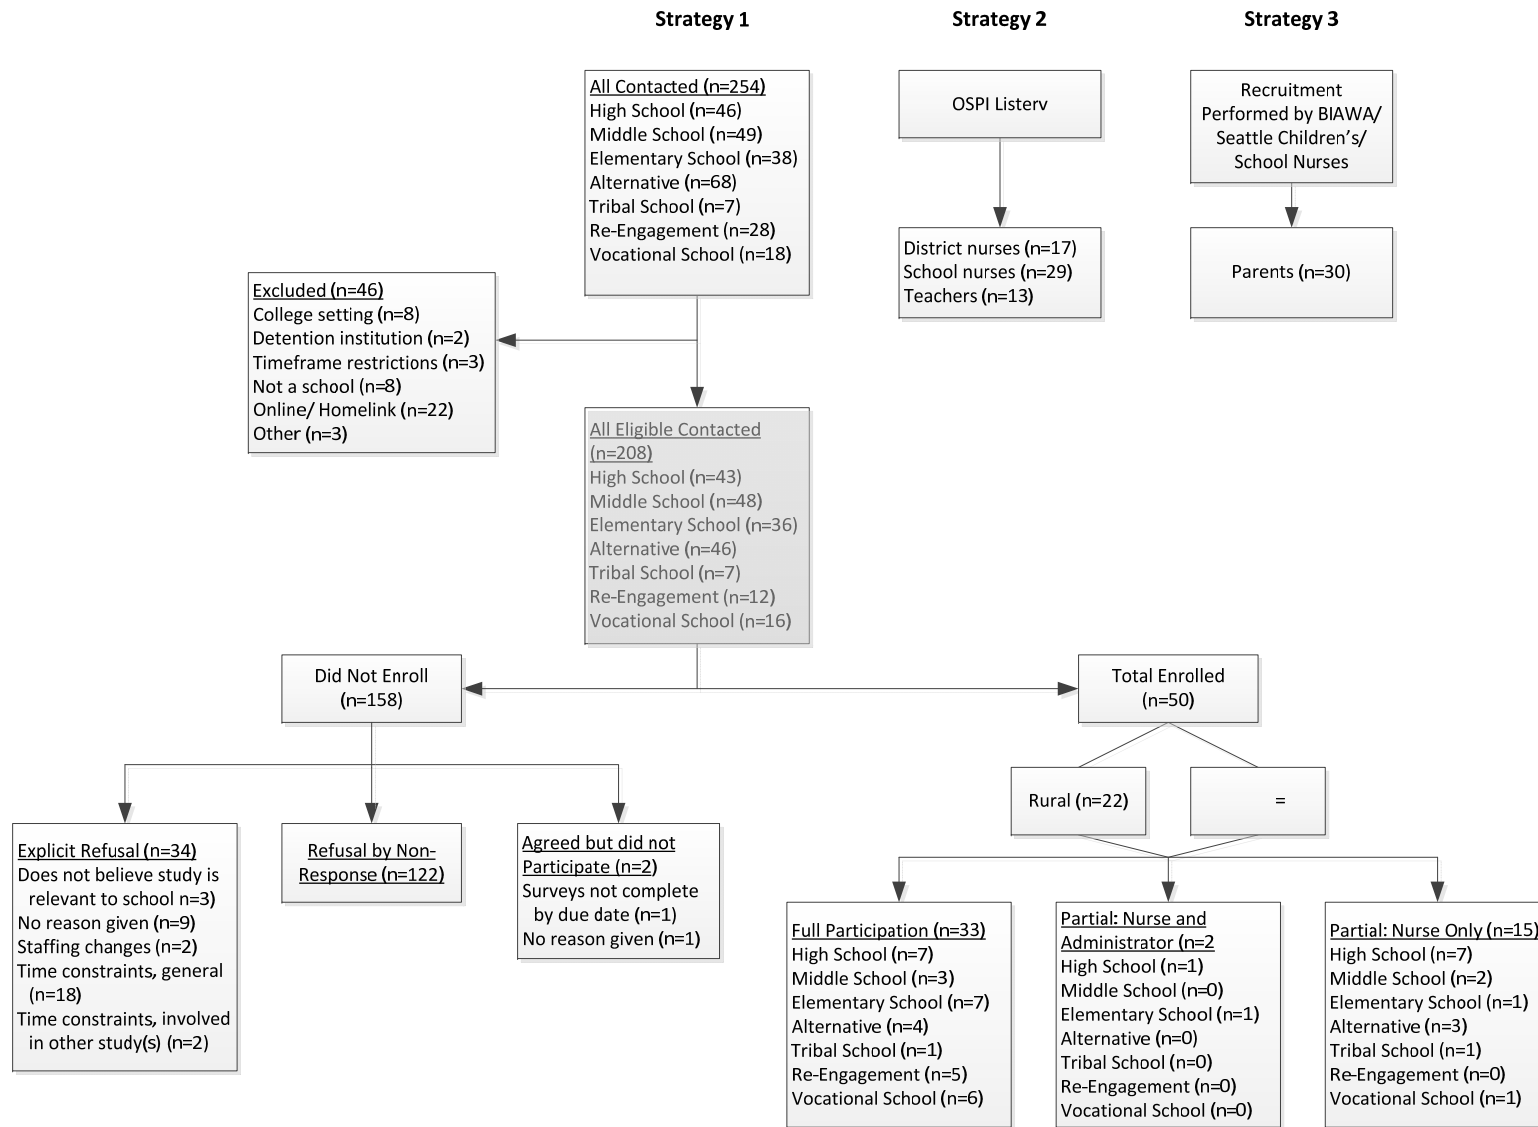 Strategy 1
Strategy 2
Strategy 3
All Contacted (n=254)
High School (n=46)
Middle School (n=49)
Elementary School (n=38)
Alternative (n=68)
Tribal School (n=7)
Re-Engagement (n=28)
Vocational School (n=18)
OSPI Listerv
Recruitment
Performed by BIAWA/
Seattle Children's/
School Nurses
District nurses (n=17)
School nurses (n=29)
Teachers (n=13)
Parents (n=30)
Excluded (n=46)
College setting (n=8)
Detention institution (n=2)
Timeframe restrictions (n=3)
Not a school (n=8)
Online/ Homelink (n=22)
Other (n=3)
All Eligible Contacted
(n=208)
High School (n=43)
Middle School (n=48)
Elementary School (n=36)
Alternative (n=46)
Tribal School (n=7)
Re-Engagement (n=12)
Vocational School (n=16)
Did Not Enroll
(n=158)
Total Enrolled
(n=50)
Rural (n=22)
=
Explicit Refusal (n=34)
Does not believe study is
relevant to school n=3)
No reason given (n=9)
Staffing changes (n=2)
Time constraints, general
(n=18)
Time constraints, involved
in other study(s) (n=2)
Refusal by Non-
Response (n=122)
Agreed but did not
Participate (n=2)
Surveys not complete
by due date (n=1)
No reason given (n=1)
Full Participation (n=33)
High School (n=7)
Middle School (n=3)
Elementary School (n=7)
Alternative (n=4)
Tribal School (n=1)
Re-Engagement (n=5)
Vocational School (n=6)
Partial: Nurse and
Administrator (n=2
High School (n=1)
Middle School (n=0)
Elementary School (n=1)
Alternative (n=0)
Tribal School (n=0)
Re-Engagement (n=0)
Vocational School (n=0)
Partial: Nurse Only (n=15)
High School (n=7)
Middle School (n=2)
Elementary School (n=1)
Alternative (n=3)
Tribal School (n=1)
Re-Engagement (n=0)
Vocational School (n=1)